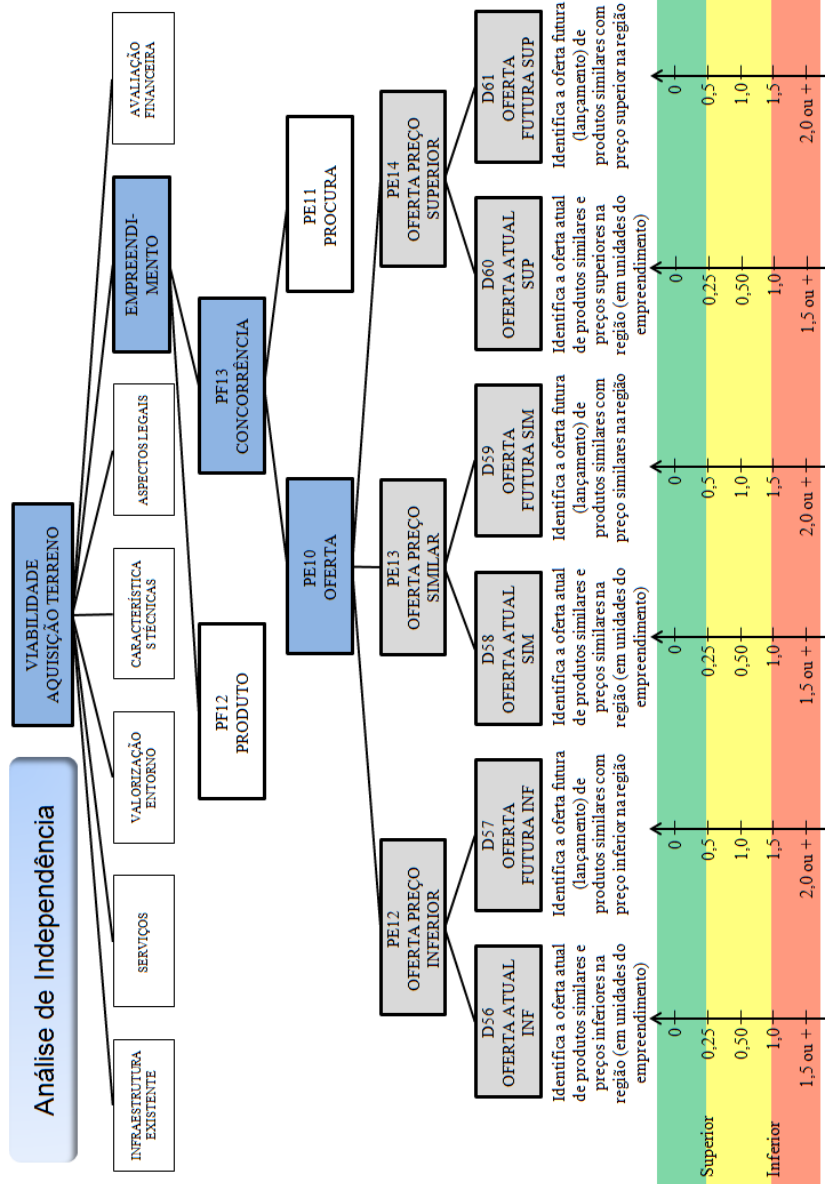 Análise de Independência
VIABILIDADE
AQUISIÇÃO TERRENO
INFRAESTRUTURA
EXISTENTE
SERVIÇOS
VALORIZAÇÃO
ENTORNO
CARACTERÍSTICA
S TÉCNICAS
ASPECTOS LEGAIS
EMPREENDI-
MENTO
AVALIAÇÃO
FINANCEIRA
PF12
PRODUTO
PF13
CONCORRÊNCIA
PE10
OFERTA
PE11
PROCURA
PE12
OFERTA PREÇO
INFERIOR
PE13
OFERTA PREÇO
SIMILAR
PE14
OFERTA PREÇO
SUPERIOR
D56
OFERTA ATUAL
INF
D57
OFERTA
FUTURA INF
D58
OFERTA ATUAL
SIM
D59
OFERTA
FUTURA SIM
D60
OFERTA ATUAL
SUP
D61
OFERTA
FUTURA SUP
Identifica a oferta atual
de produtos similares e
preços inferiores na
região (em unidades do
empreendimento)
Identifica a oferta futura
(lançamento) de
produtos similares com
preço inferior na região
Identifica a oferta atual
de produtos similares e
preços similares na
região (em unidades do
empreendimento)
Identifica a oferta futura
(lançamento) de
produtos similares com
preço similares na região
Identifica a oferta atual
de produtos similares e
preços superiores na
região (em unidades do
empreendimento)
Identifica a oferta futura
(lançamento) de
produtos similares com
preço superior na região
0 0 0 0 0 0
Superior 0,25 0,5 0,25 0,5 0,25 0,5
0,50 1,0 0,50 1,0 0,50 1,0
Inferior 1,0 1,5 1,0 1,5 1,0 1,5
1,5 ou + 2,0 ou + 1,5 ou + 2,0 ou + 1,5 ou + 2,0 ou +